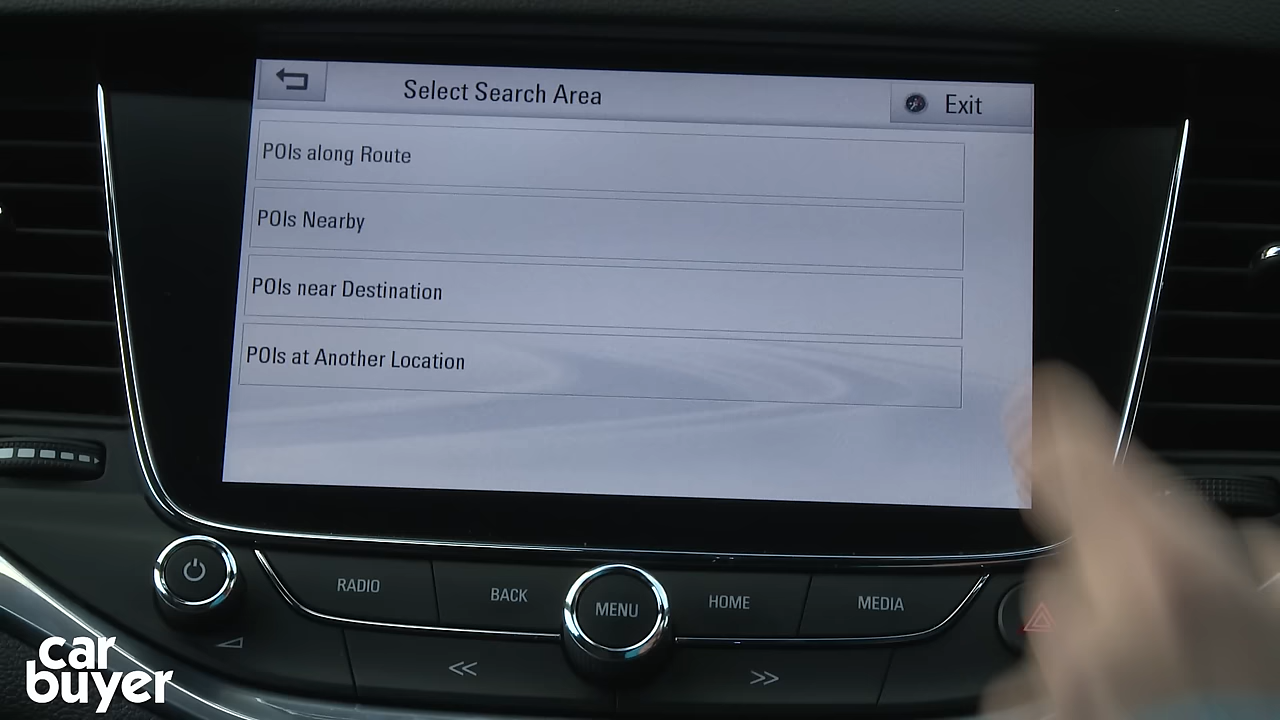 Select Search Area
Exit
POIs along Route
POIs Nearby
POIs near Destination
POIs at Another Location
RADIO
BACK
MENU
HOME
MEDIA
car
buyer